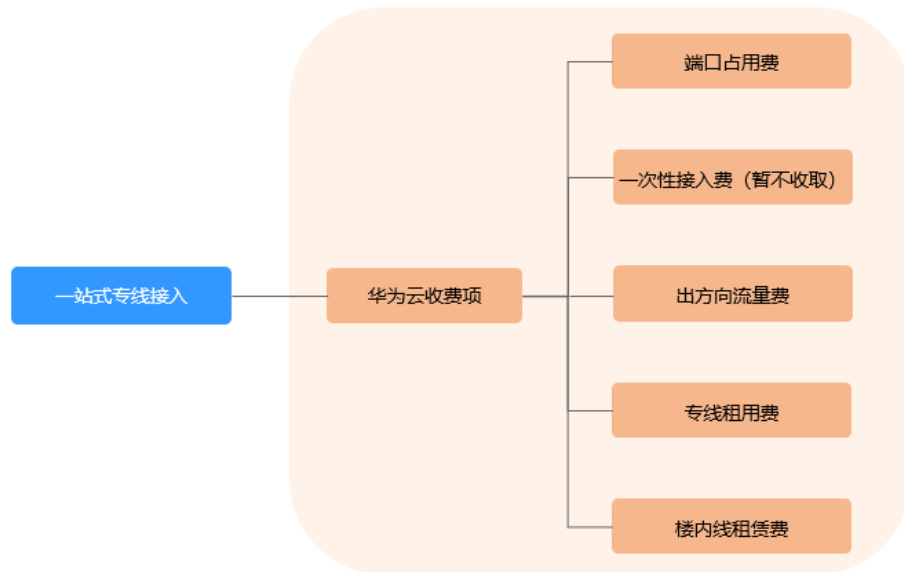 端口占用费
一次性接入费（暂不收取）
一站式专线接入
华为云收费项
出方向流量费
专线租用费
楼内线租赁费